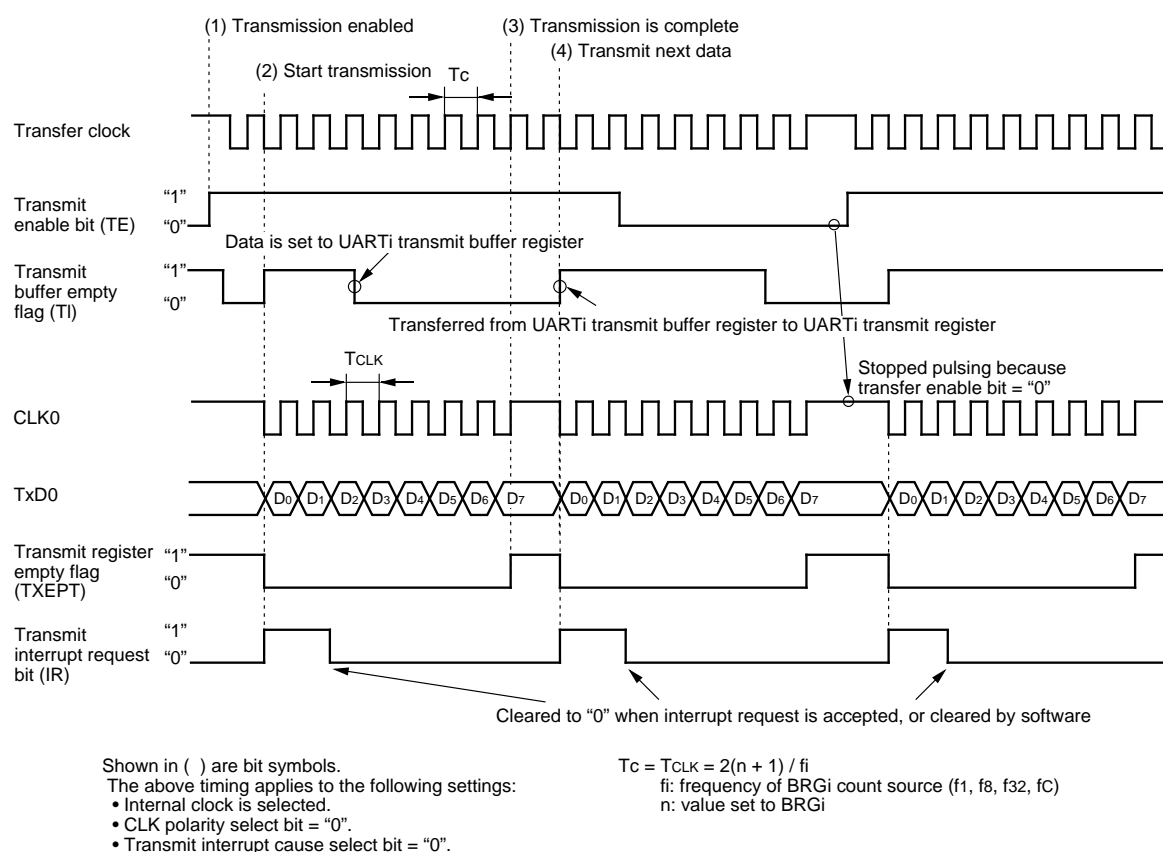 (1) Transmission enabled
(3) Transmission is complete
(4) Transmit next data
(2) Start transmission
Tc
Transfer clock
Transmit
enable bit (TE)
“1”
“0”
Data is set to UARTi transmit buffer register
Transmit
buffer empty
flag (Tl)
“1”
“0”
Transferred from UARTi transmit buffer register to UARTi transmit register
TCLK
Stopped pulsing because
transfer enable bit = “0”
CLK0
TxD0
D0 D1 D2 D3 D4 D5 D6 D7 D0 D1 D2 D3 D4 D5 D6 D7 D0 D1 D2 D3 D4 D5 D6 D7
Transmit register
empty flag
(TXEPT)
“1”
“0”
Transmit
interrupt request
bit (IR)
“1”
“0”
Cleared to “0” when interrupt request is accepted, or cleared by software
Shown in ( ) are bit symbols.
The above timing applies to the following settings:
• Internal clock is selected.
• CLK polarity select bit = “0”.
• Transmit interrupt cause select bit = “0”.
Tc = TCLK = 2(n + 1) / fi
fi: frequency of BRGi count source (f1, f8, f32, fC)
n: value set to BRGi